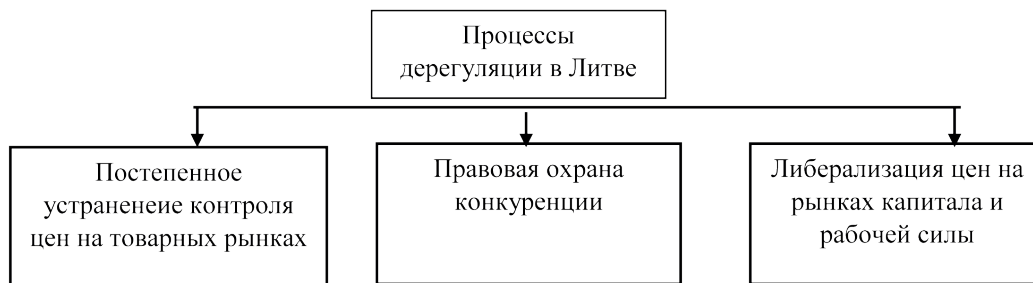 Процессы
дерегуляции в Литве
Постепенное
устраненеие контроля
цен на товарных рынках
Правовая охрана
конкуренции
Либерализация цен на
рынках капитала и
рабочей силы